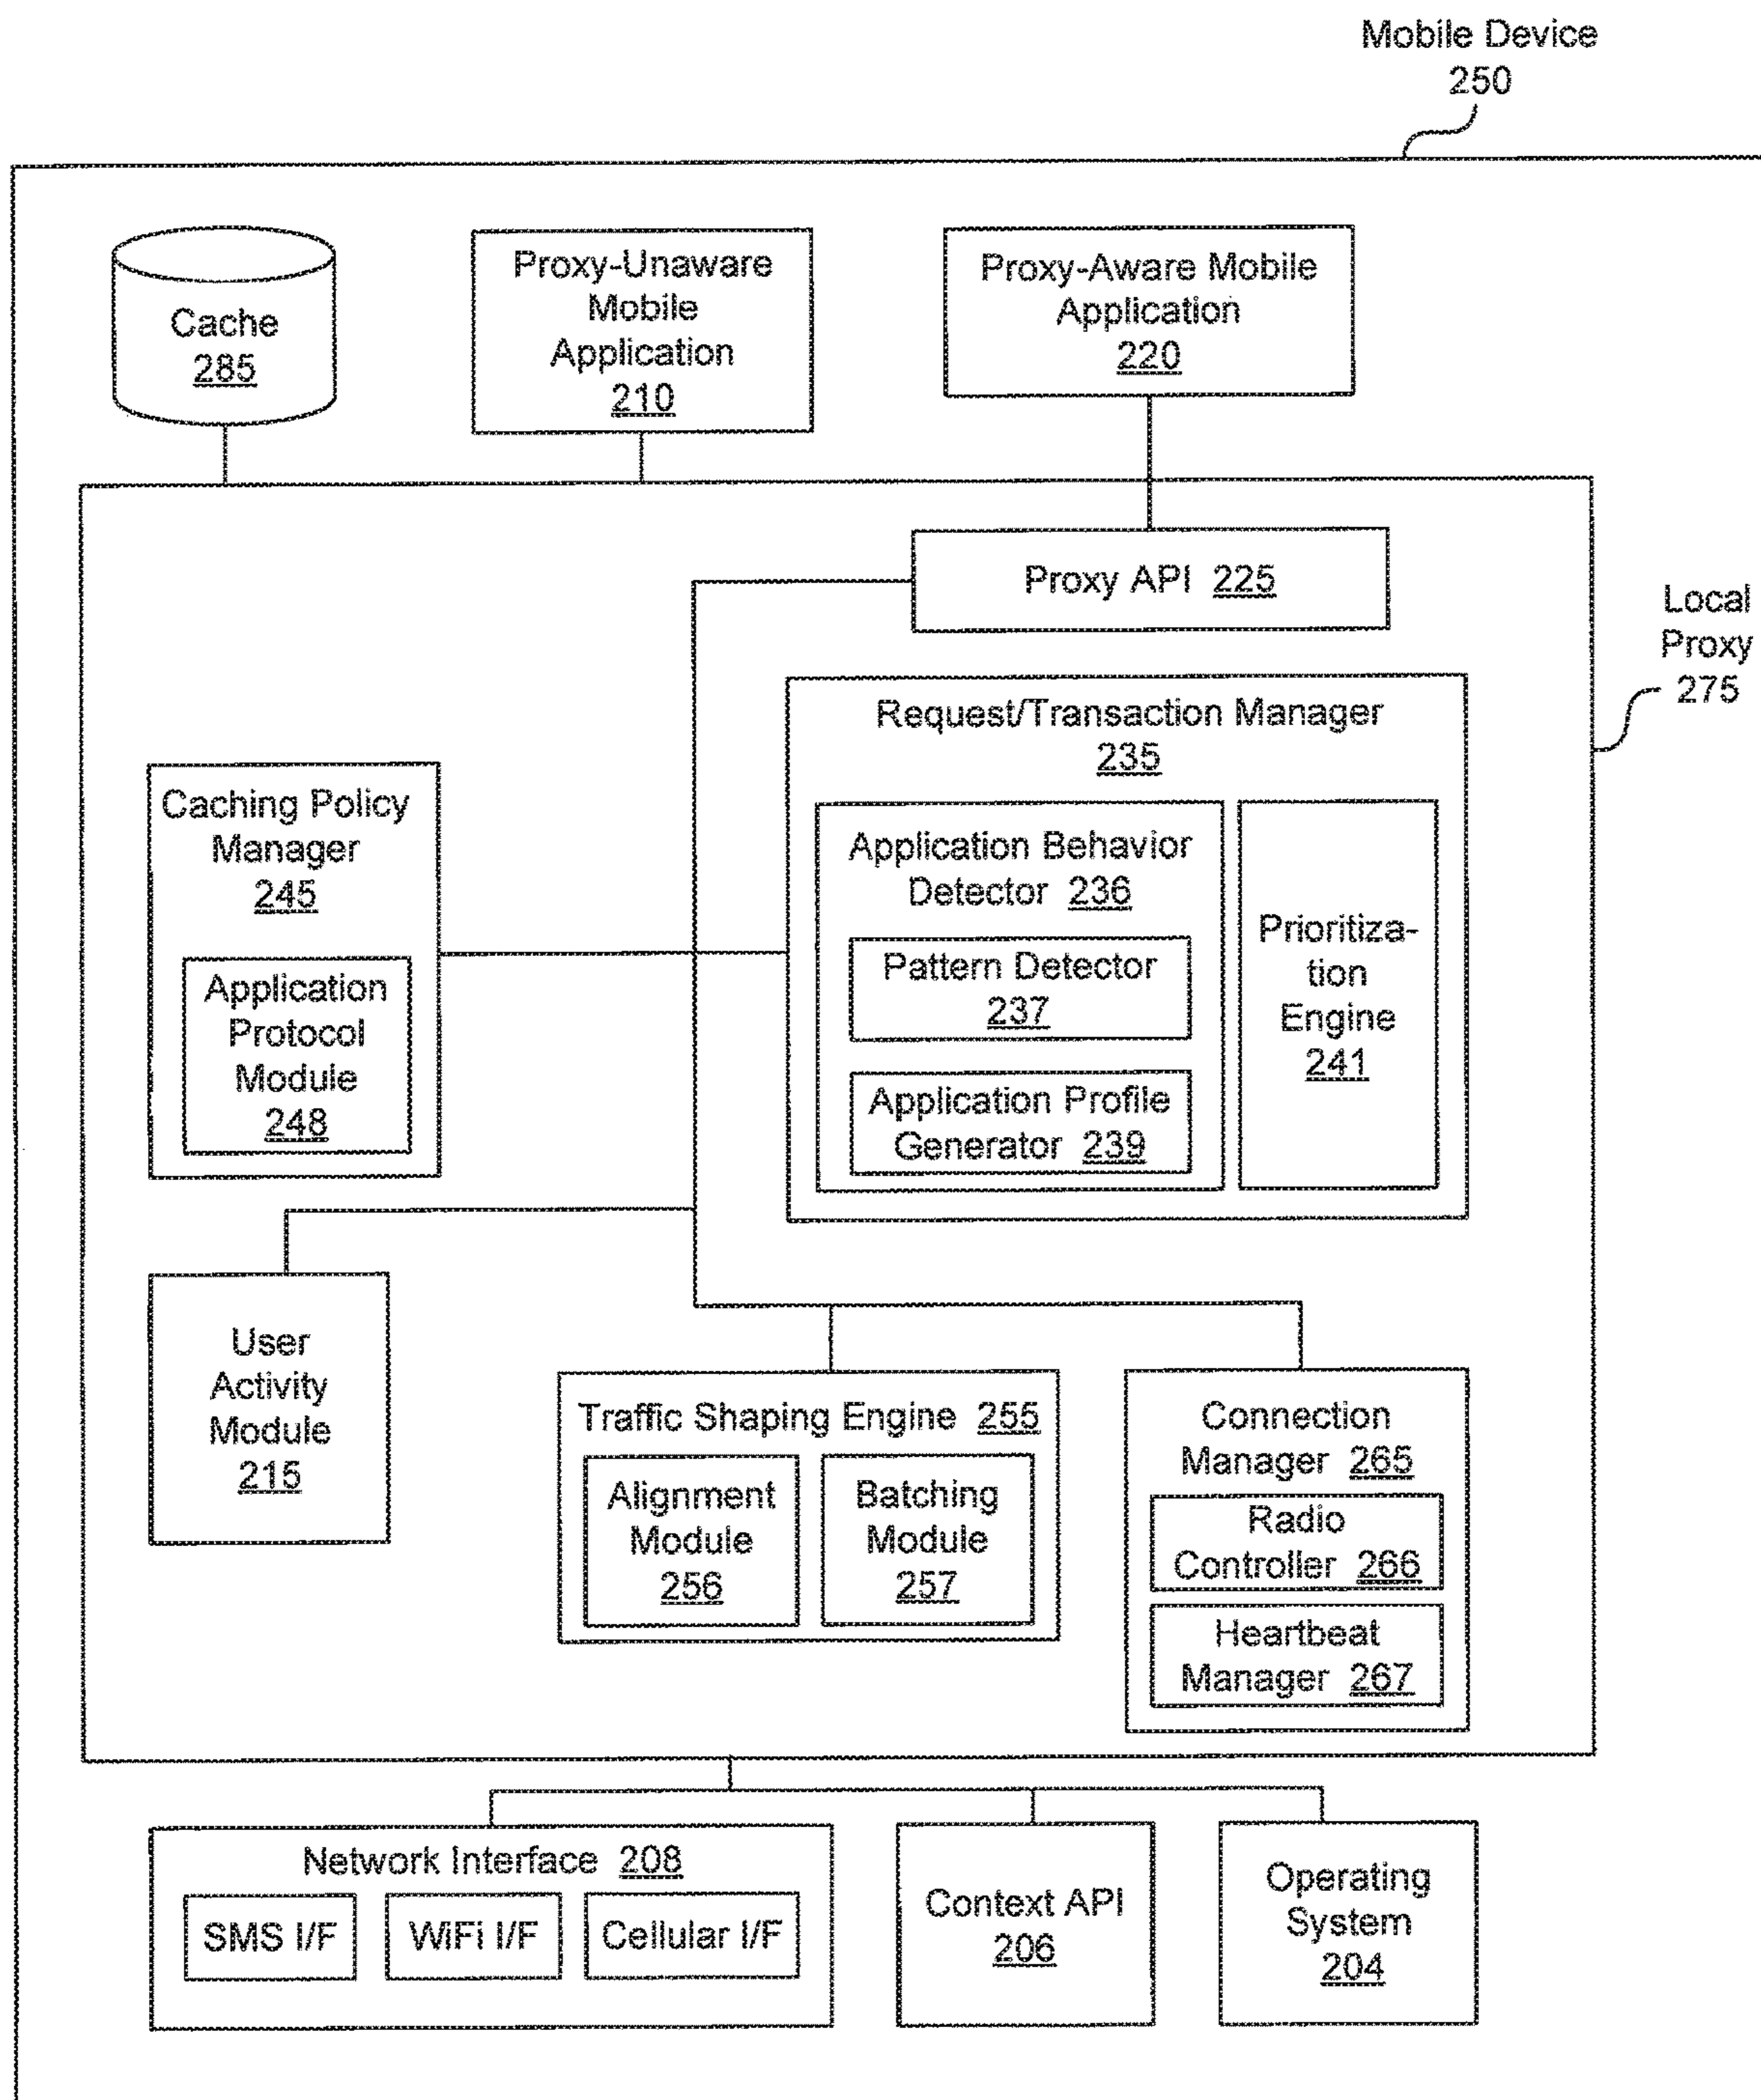 Mobile Device
250
Cache
285
Proxy-Unaware
Mobile
Application
210
Proxy-Aware Mobile
Application
220
Proxy API 225
Local
Proxy
275
Request/Transaction Manager
235
Caching Policy
Manager
245
Application
Protocol
Module
248
Application Behavior
Detector 236
Pattern Detector
237
Application Profile
Generator 239
Prioritiza-
tion
Engine
241
User
Activity
Module
215
Traffic Shaping Engine 255
Alignment
Module
256
Batching
Module
257
Connection
Manager 265
Radio
Controller 266
Heartbeat
Manager 267
Network Interface 208
SMS I/F
WiFi I/F
Cellular I/F
Context API
206
Operating
System
204